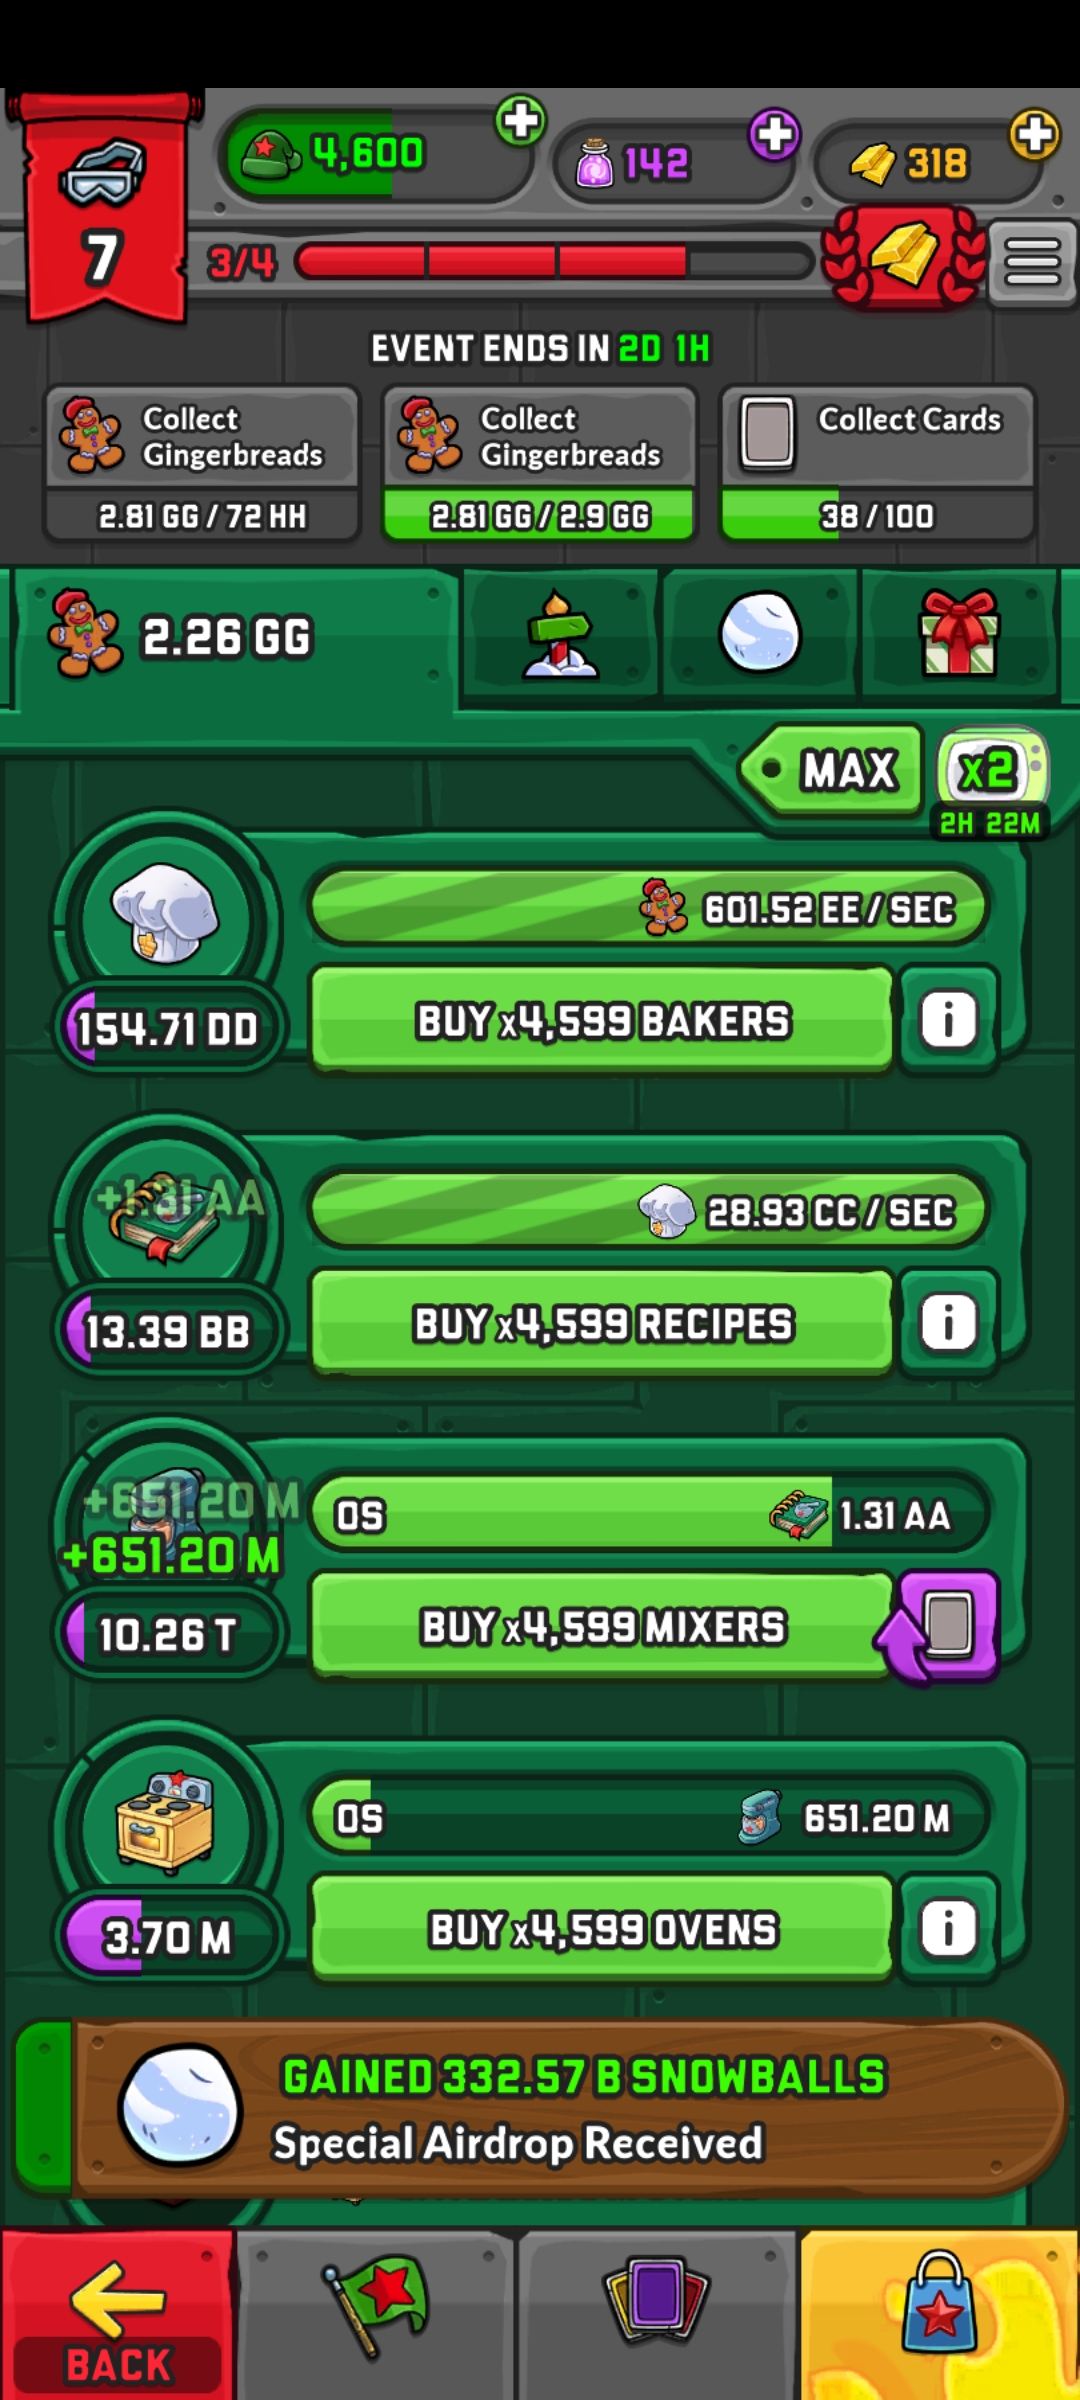 4,600
142
318
7
3/4
EVENT ENDS IN 2D 1H
Collect
Gingerbreads
2.81 GG / 72 HH
Collect
Gingerbreads
2.81 GG / 2.9 GG
Collect Cards
38 / 100
2.26 GG
MAX
x2
2H 22M
601.52 EE / SEC
154.71 DD
BUY x4,599 BAKERS
i
+1.31 AA
28.93 CC / SEC
13.39 BB
BUY x4,599 RECIPES
i
+651.20 M
+651.20 M
0S
1.31 AA
10.26 T
BUY x4,599 MIXERS
0S
651.20 M
3.70 M
BUY x4,599 OVENS
i
GAINED 332.57 B SNOWBALLS
Special Airdrop Received
BACK